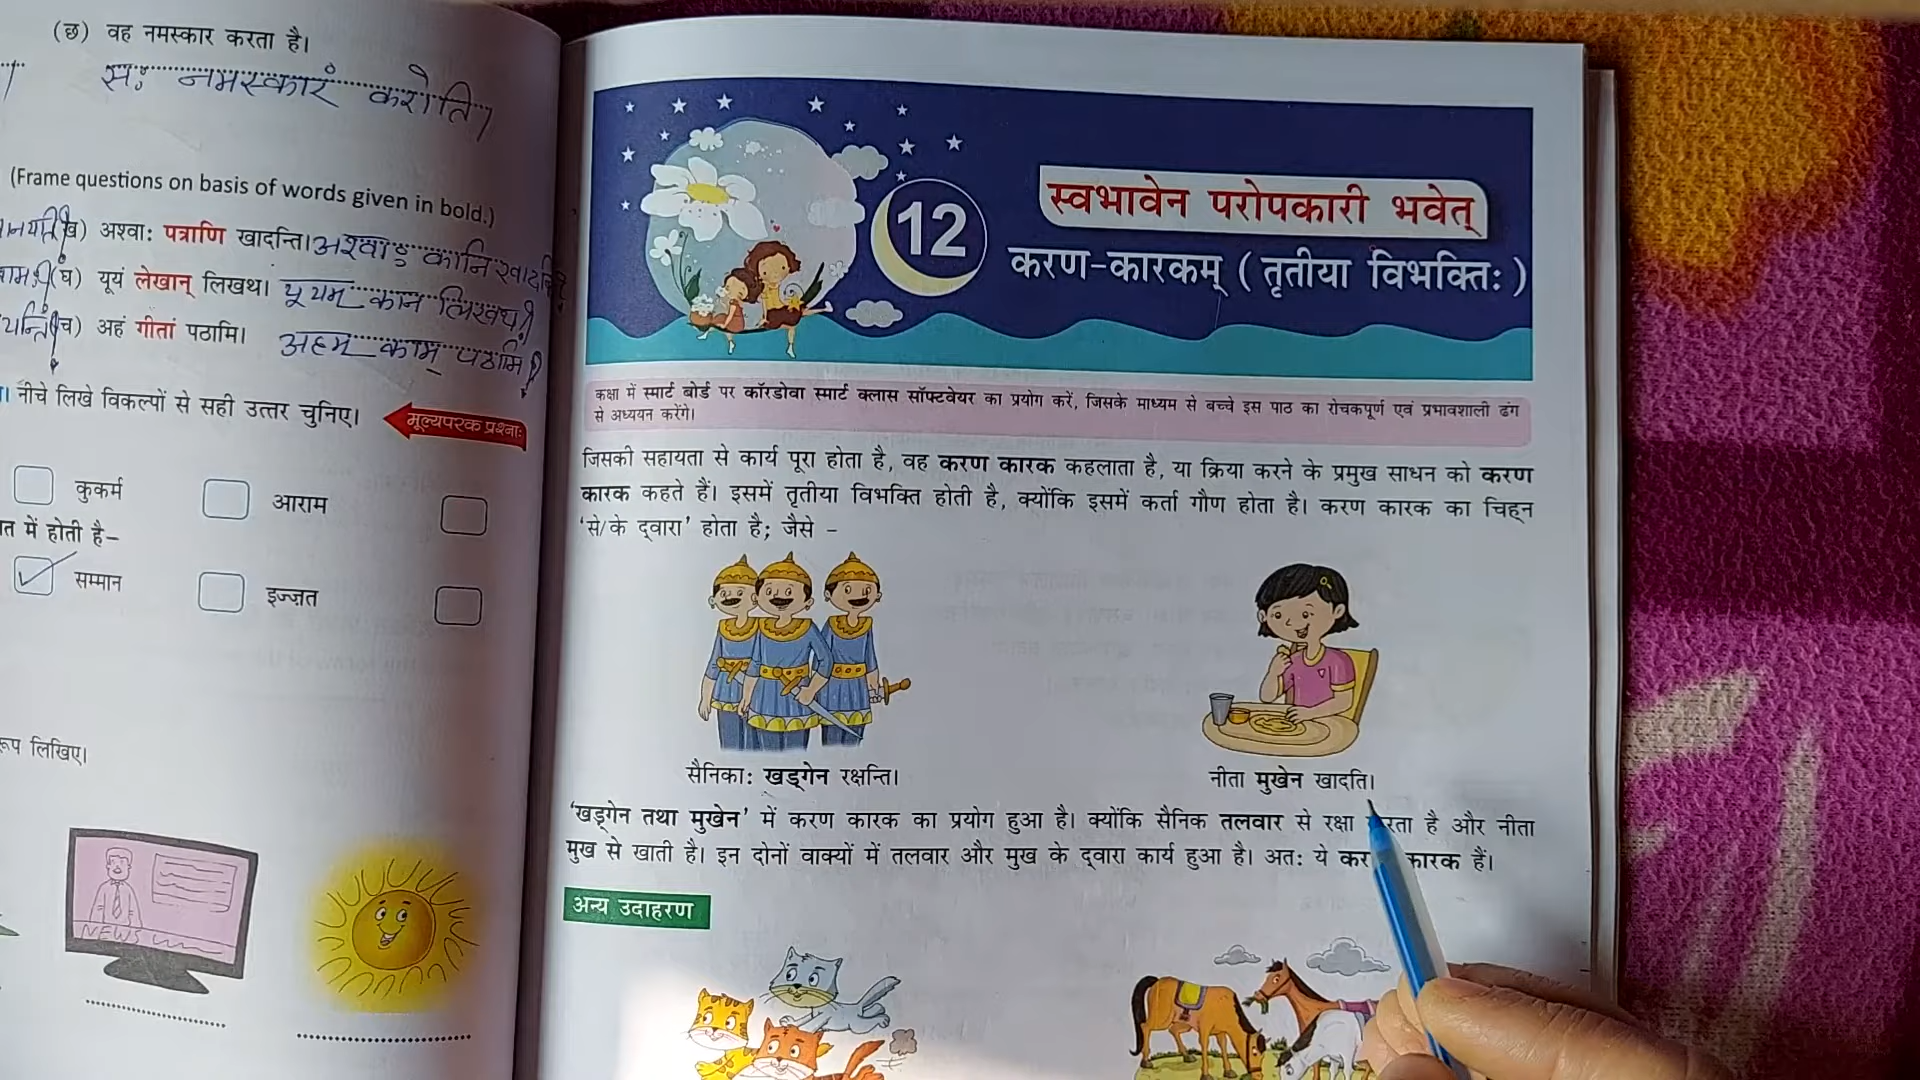 (छ) वह नमस्कार करता है।
सः नमस्कारं करोति।
(Frame questions on basis of words given in bold.)
ख) अश्वाः पत्राणि खादन्ति। अश्वाः कानि
(घ) यूयं लेखान् लिखथ। यूयम् कान लिखथ?
च) अहं गीतां पठामि। अहम् काम् पठामि?
। नीचे लिखे विकल्पों से सही उत्तर चुनिए।
मूल्यपरक प्रश्नाः
कुकर्म
आराम
त में होती है–
सम्मान
इज्ज़त
रूप लिखिए।
NEWS
12
स्वभावेन परोपकारी भवेत्
करण-कारकम् (तृतीया विभक्तिः)
कक्षा में स्मार्ट बोर्ड पर कॉरडोवा स्मार्ट क्लास सॉफ्टवेयर का प्रयोग करें, जिसके माध्यम से बच्चे इस पाठ का रोचकपूर्ण एवं प्रभावशाली ढंग
से अध्ययन करेंगे।
जिसकी सहायता से कार्य पूरा होता है, वह करण कारक कहलाता है, या क्रिया करने के प्रमुख साधन को करण
कारक कहते हैं। इसमें तृतीया विभक्ति होती है, क्योंकि इसमें कर्ता गौण होता है। करण कारक का चिह्न
‘से/के द्वारा’ होता है; जैसे –
सैनिकाः खड्गेन रक्षन्ति।
नीता मुखेन खादति।
‘खड्गेन तथा मुखेन’ में करण कारक का प्रयोग हुआ है। क्योंकि सैनिक तलवार से रक्षा रता है और नीता
मुख से खाती है। इन दोनों वाक्यों में तलवार और मुख के द्वारा कार्य हुआ है। अतः ये कर कारक हैं।
अन्य उदाहरण